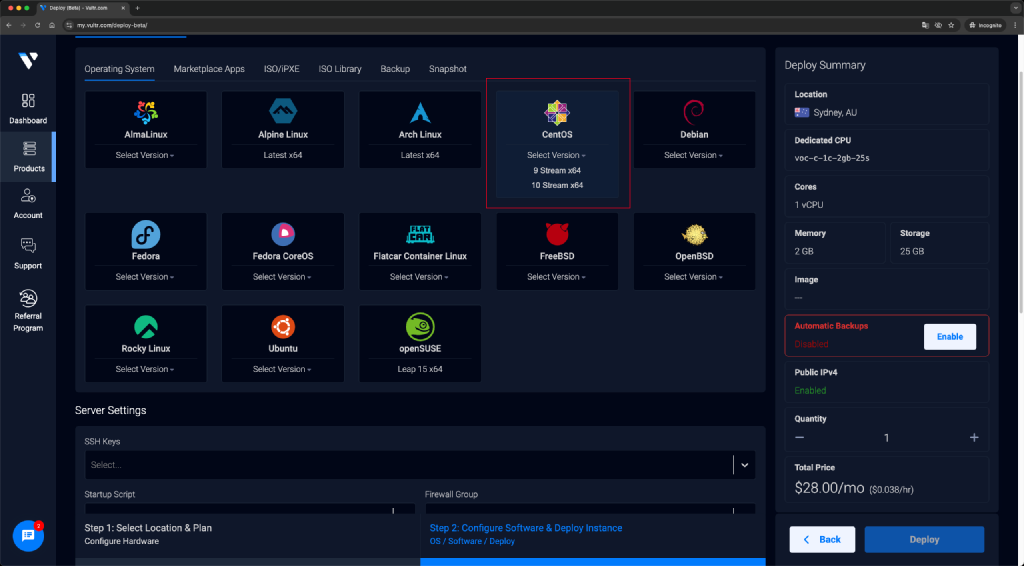 Deploy (Beta) - Vultr.com
my.vultr.com/deploy-beta/
Incognito
Dashboard
Products
Account
Support
Referral
Program
2
Operating System
Marketplace Apps
ISO/iPXE
ISO Library
Backup
Snapshot
AlmaLinux
Select Version
Alpine Linux
Latest x64
Arch Linux
Latest x64
CentOS
Select Version
9 Stream x64
10 Stream x64
Debian
Select Version
Fedora
Select Version
Fedora CoreOS
Select Version
FLAT
CAR
Flatcar Container Linux
Select Version
FreeBSD
Select Version
OpenBSD
Select Version
Rocky Linux
Select Version
Ubuntu
Select Version
openSUSE
Leap 15 x64
Server Settings
SSH Keys
Select...
Startup Script
Firewall Group
Step 1: Select Location & Plan
Configure Hardware
Step 2: Configure Software & Deploy Instance
OS / Software / Deploy
Deploy Summary
Location
Sydney, AU
Dedicated CPU
voc-c-1c-2gb-25s
Cores
1 vCPU
Memory
2 GB
Storage
25 GB
Image
—
Automatic Backups
Disabled
Enable
Public IPv4
Enabled
Quantity
1
Total Price
$28.00/mo ($0.038/hr)
Back
Deploy